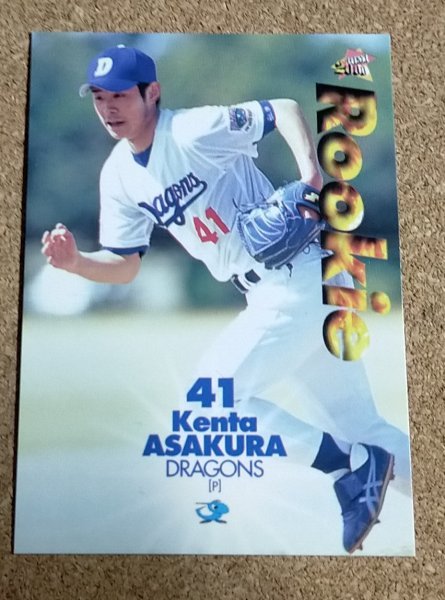 D
Rookie
Dragons
41
41
Kenta
ASAKURA
DRAGONS
[P]